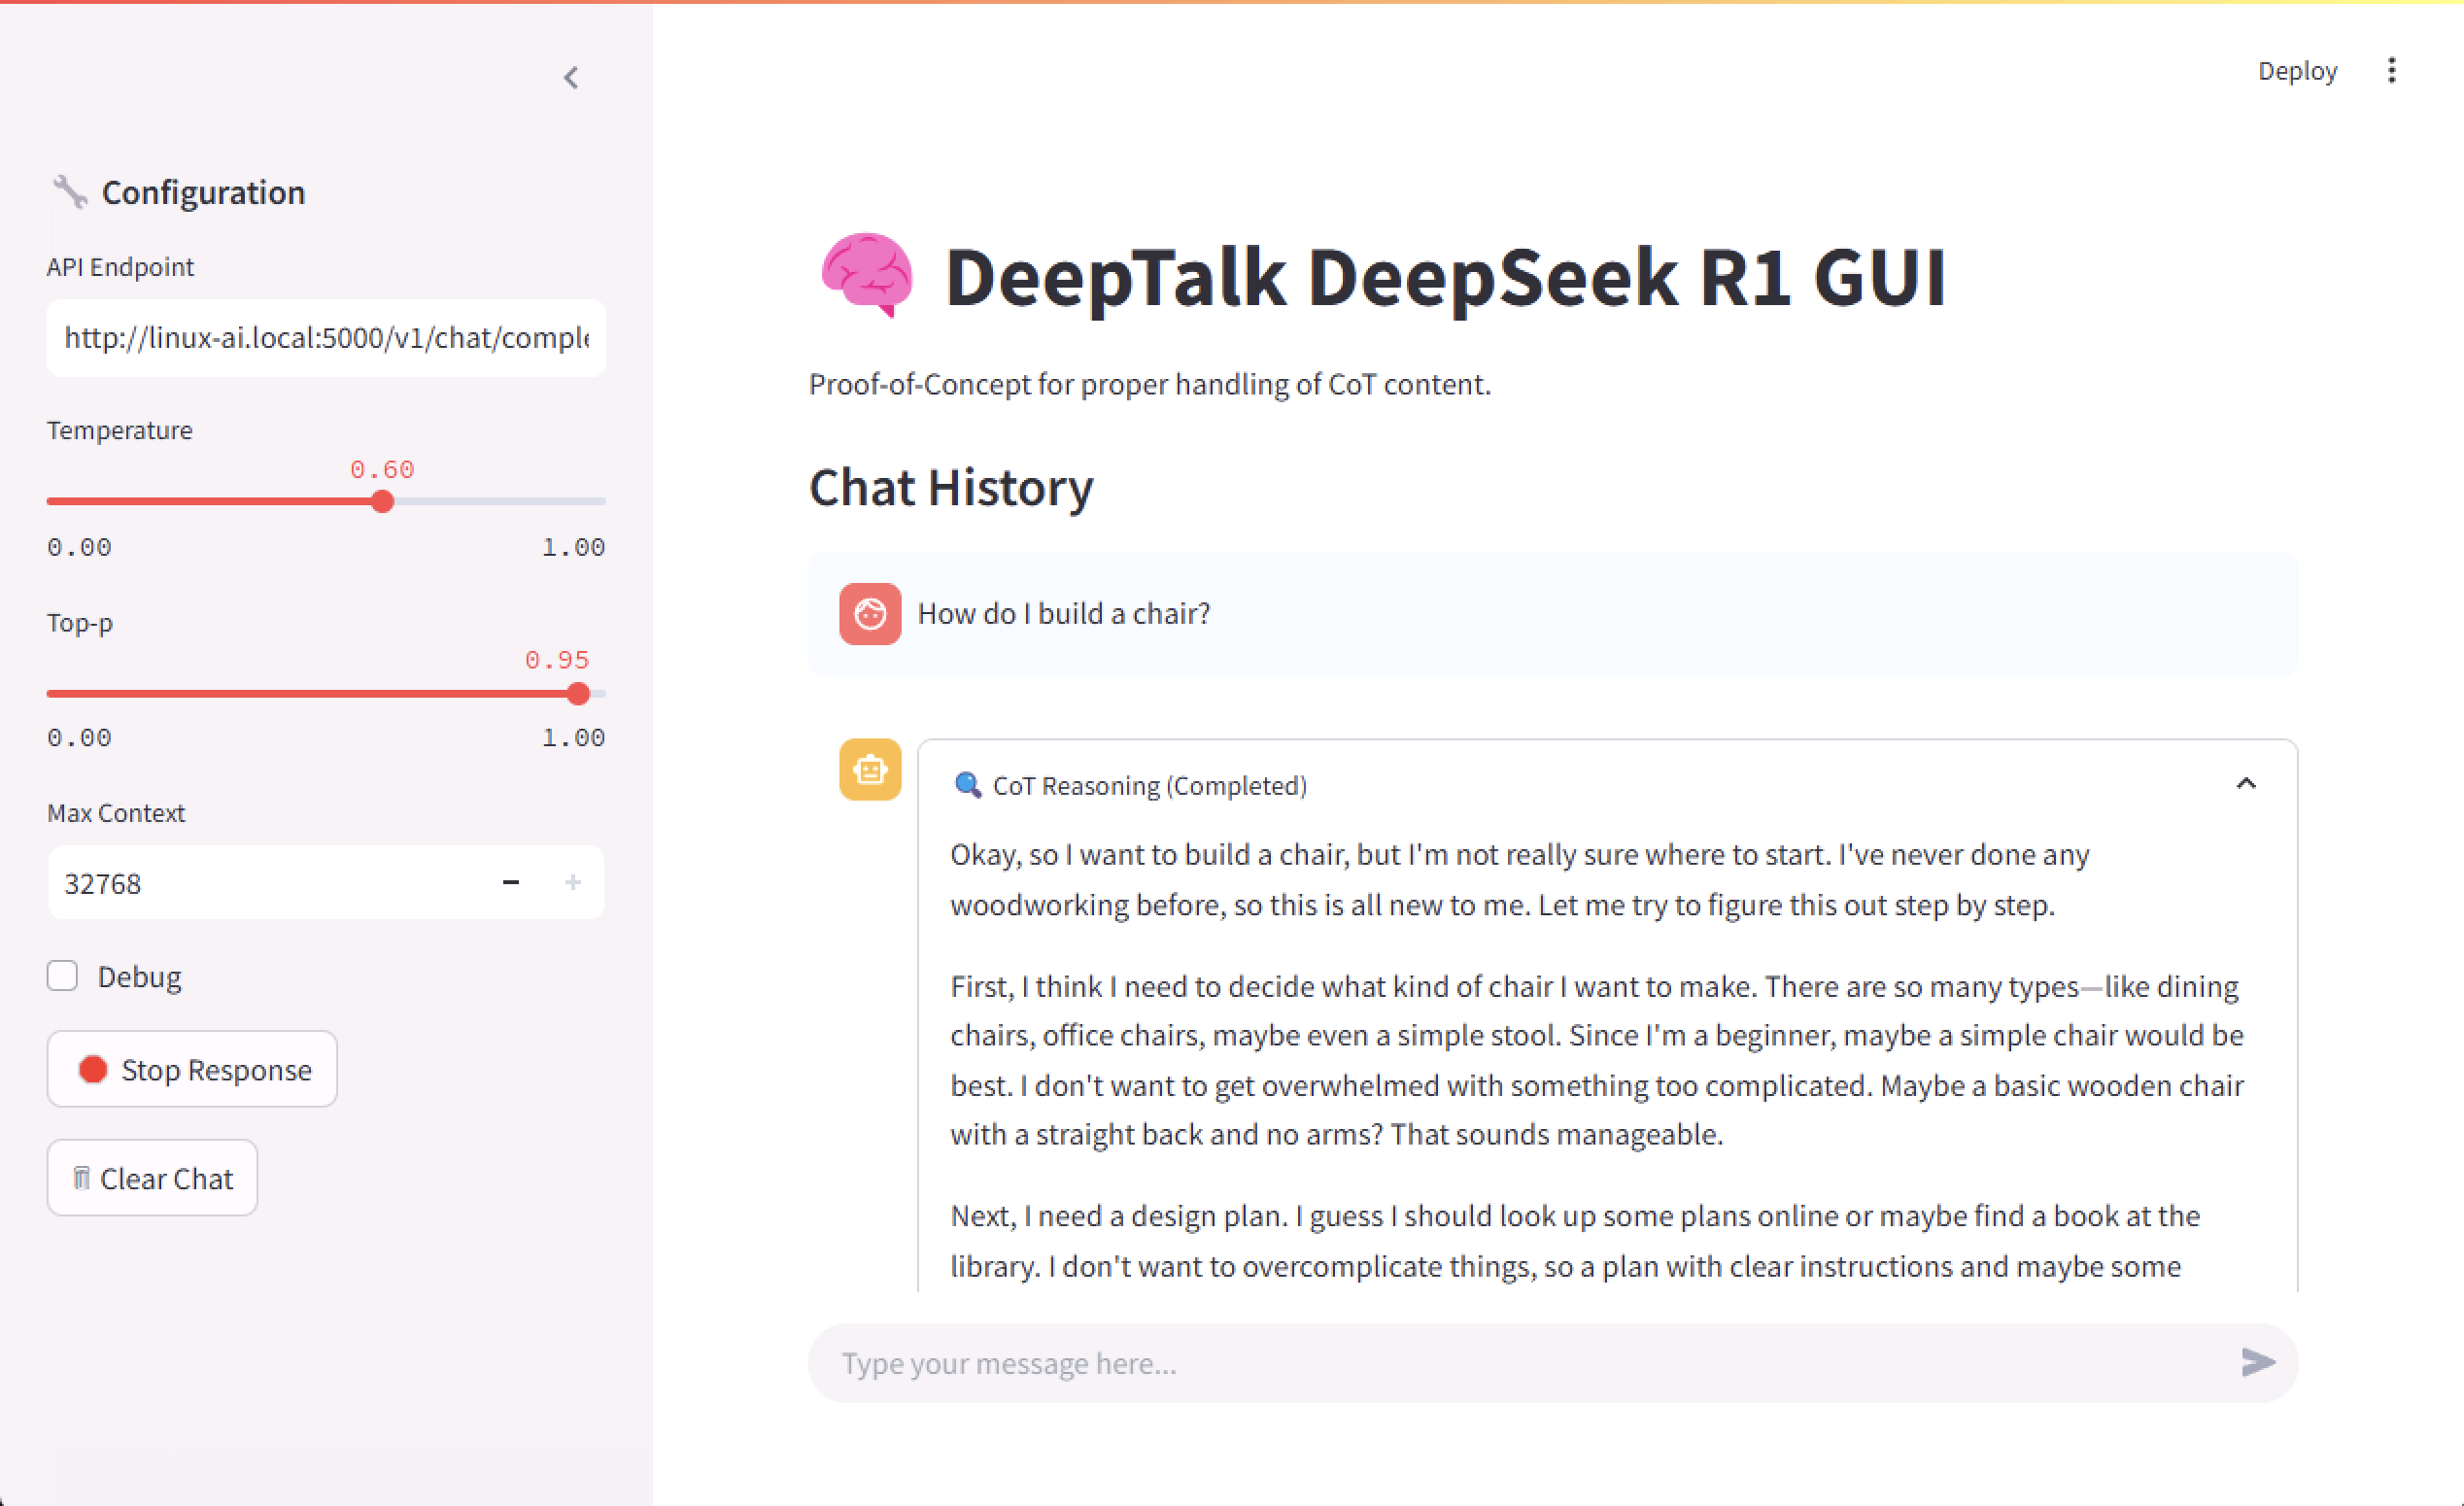 Deploy
Configuration
API Endpoint
http://linux-ai.local:5000/v1/chat/comple
Temperature
0.60
0.00 1.00
Top-p
0.95
0.00 1.00
Max Context
32768
Debug
Stop Response
Clear Chat
DeepTalk DeepSeek R1 GUI
Proof-of-Concept for proper handling of CoT content.
Chat History
How do I build a chair?
CoT Reasoning (Completed)
Okay, so I want to build a chair, but I'm not really sure where to start. I've never done any
woodworking before, so this is all new to me. Let me try to figure this out step by step.
First, I think I need to decide what kind of chair I want to make. There are so many types—like dining
chairs, office chairs, maybe even a simple stool. Since I'm a beginner, maybe a simple chair would be
best. I don't want to get overwhelmed with something too complicated. Maybe a basic wooden chair
with a straight back and no arms? That sounds manageable.
Next, I need a design plan. I guess I should look up some plans online or maybe find a book at the
library. I don't want to overcomplicate things, so a plan with clear instructions and maybe some
Type your message here...